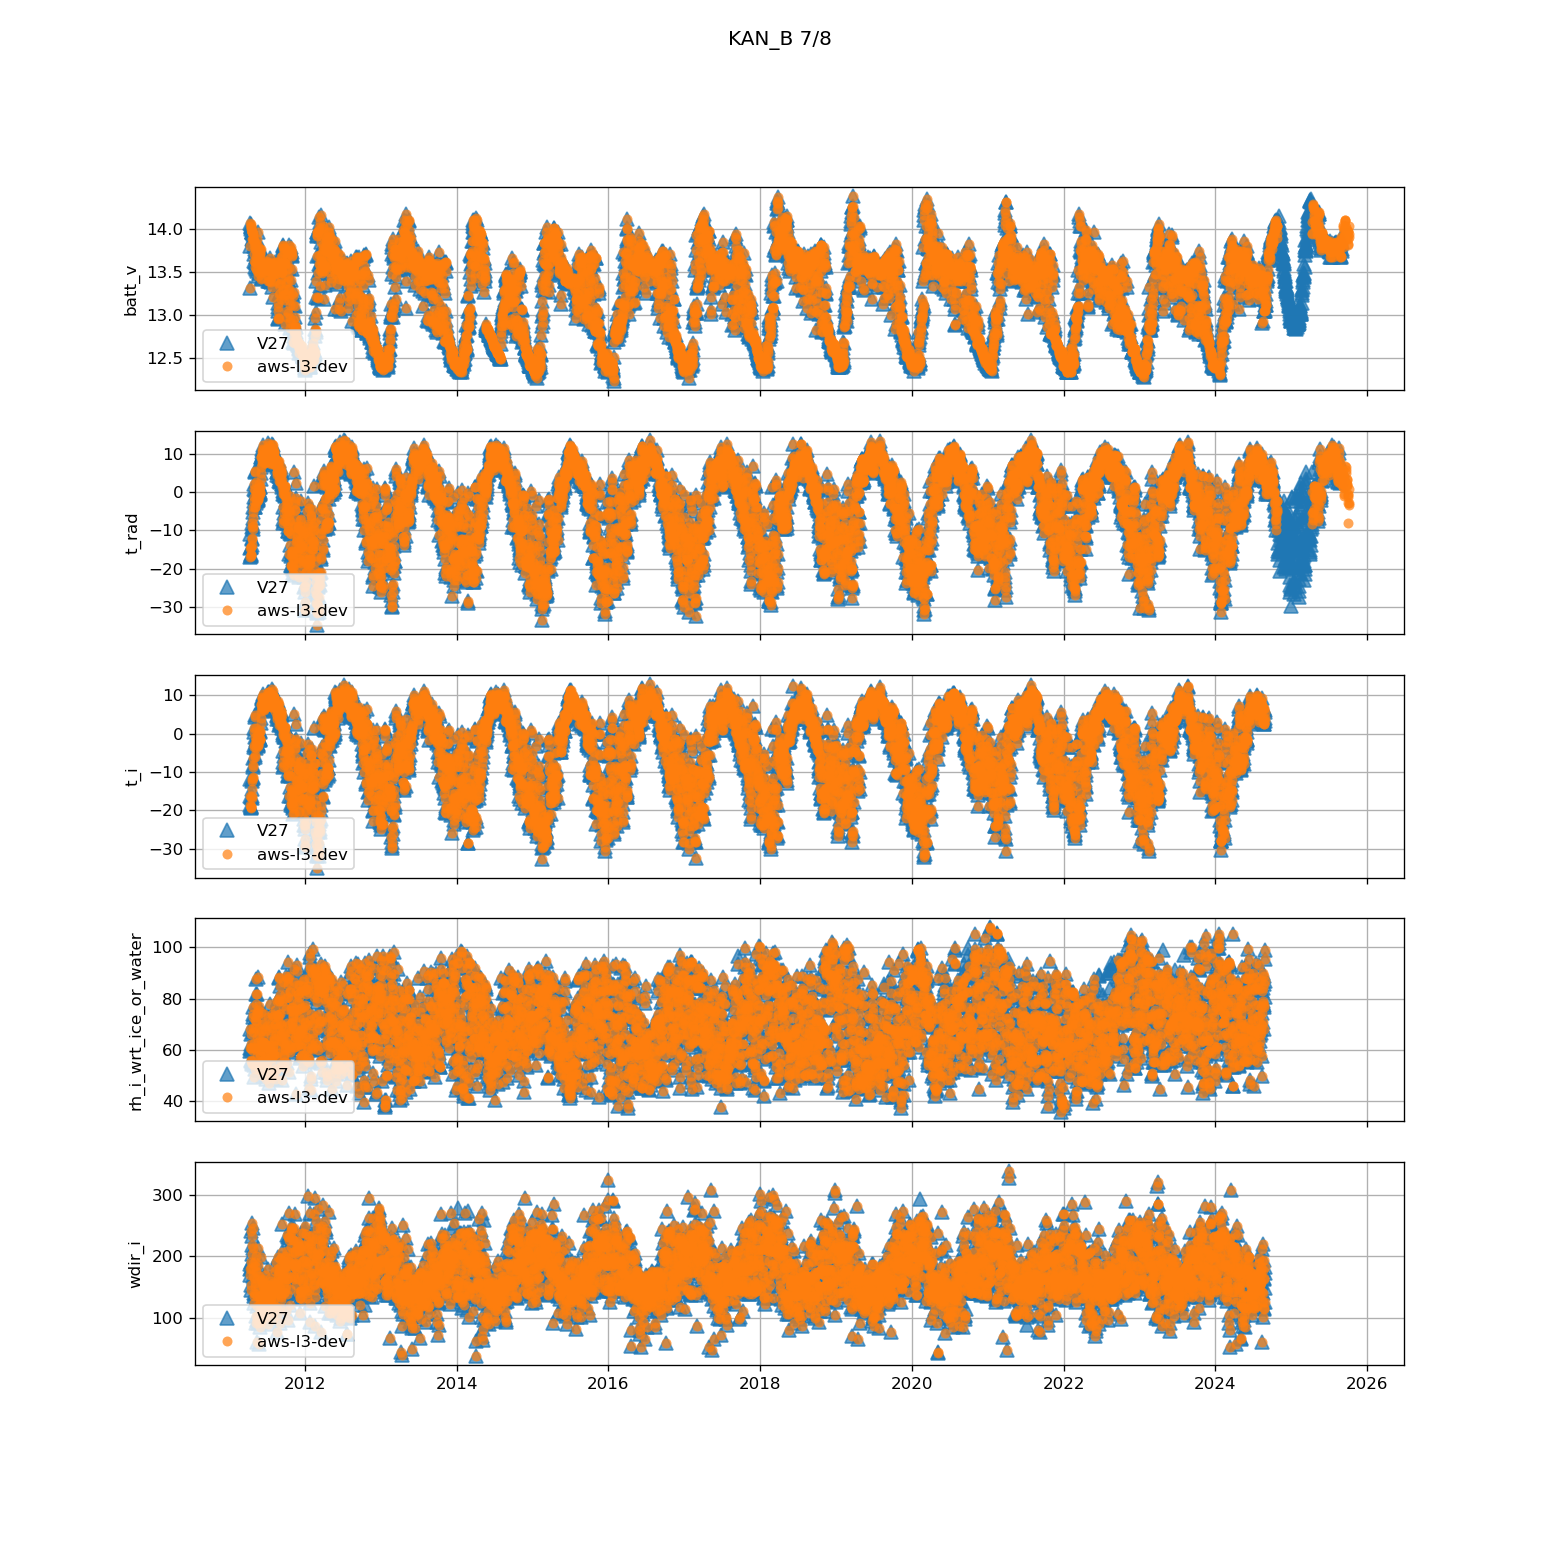 KAN_B 7/8
14.0
13.5
13.0
12.5
batt_v
V27
aws-l3-dev
10
0
−10
−20
−30
t_rad
V27
aws-l3-dev
10
0
−10
−20
−30
t_i
V27
aws-l3-dev
100
80
60
40
rh_i_wrt_ice_or_water
V27
aws-l3-dev
300
200
100
wdir_i
V27
aws-l3-dev
2012 2014 2016 2018 2020 2022 2024 2026